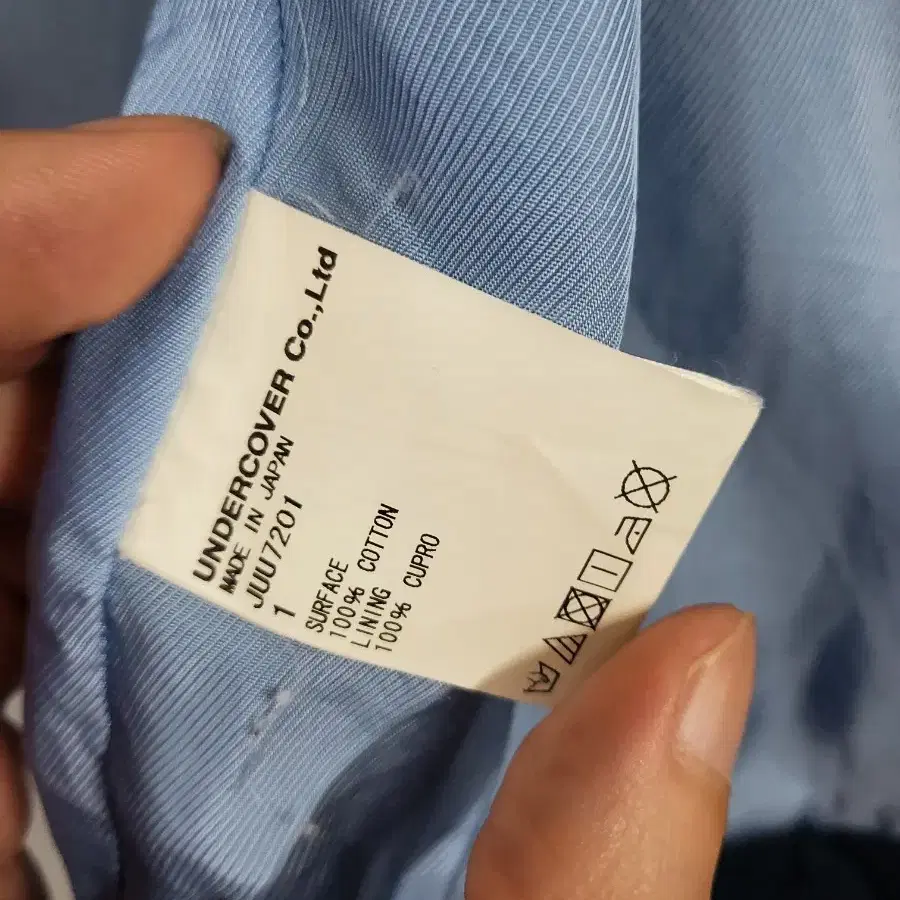 UNDERCOVER Co.,Ltd
MADE IN JAPAN
JUU7201
1
SURFACE
100% COTTON
LINING
100% CUPRO